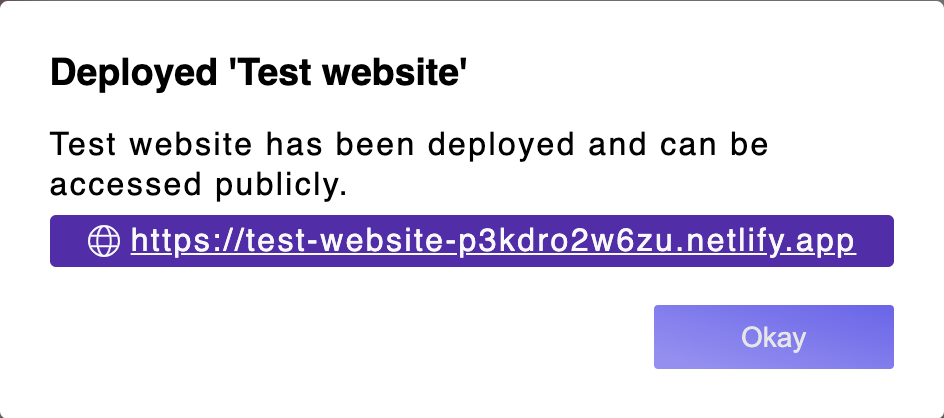 Deployed 'Test website'
Test website has been deployed and can be
accessed publicly.
https://test-website-p3kdro2w6zu.netlify.app
Okay